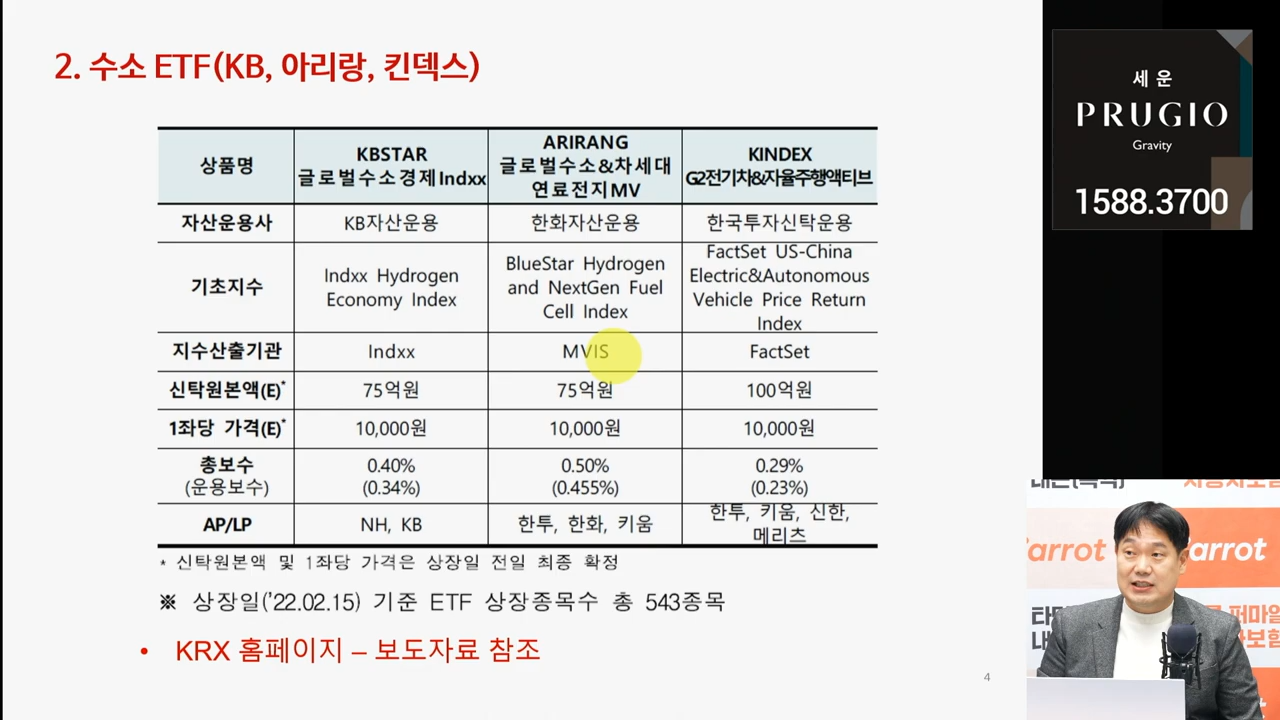 2. 수소 ETF(KB, 아리랑, 킨덱스)
상품명
KBSTAR
글로벌수소경제Indxx
ARIRANG
글로벌수소&차세대
연료전지MV
KINDEX
G2전기차&자율주행액티브
자산운용사
KB자산운용
한화자산운용
한국투자신탁운용
기초지수
Indxx Hydrogen
Economy Index
BlueStar Hydrogen
and NextGen Fuel
Cell Index
FactSet US-China
Electric&Autonomous
Vehicle Price Return
Index
지수산출기관
Indxx
MVIS
FactSet
신탁원본액(E)*
75억원
75억원
100억원
1좌당 가격(E)*
10,000원
10,000원
10,000원
총보수
(운용보수)
0.40%
(0.34%)
0.50%
(0.455%)
0.29%
(0.23%)
AP/LP
NH, KB
한투, 한화, 키움
한투, 키움, 신한,
메리츠
* 신탁원본액 및 1좌당 가격은 상장일 전일 최종 확정
※ 상장일('22.02.15) 기준 ETF 상장종목수 총 543종목
• KRX 홈페이지 – 보도자료 참조
4
세운
PRUGIO
Gravity
1588.3700
arrot
arrot
퍼마일